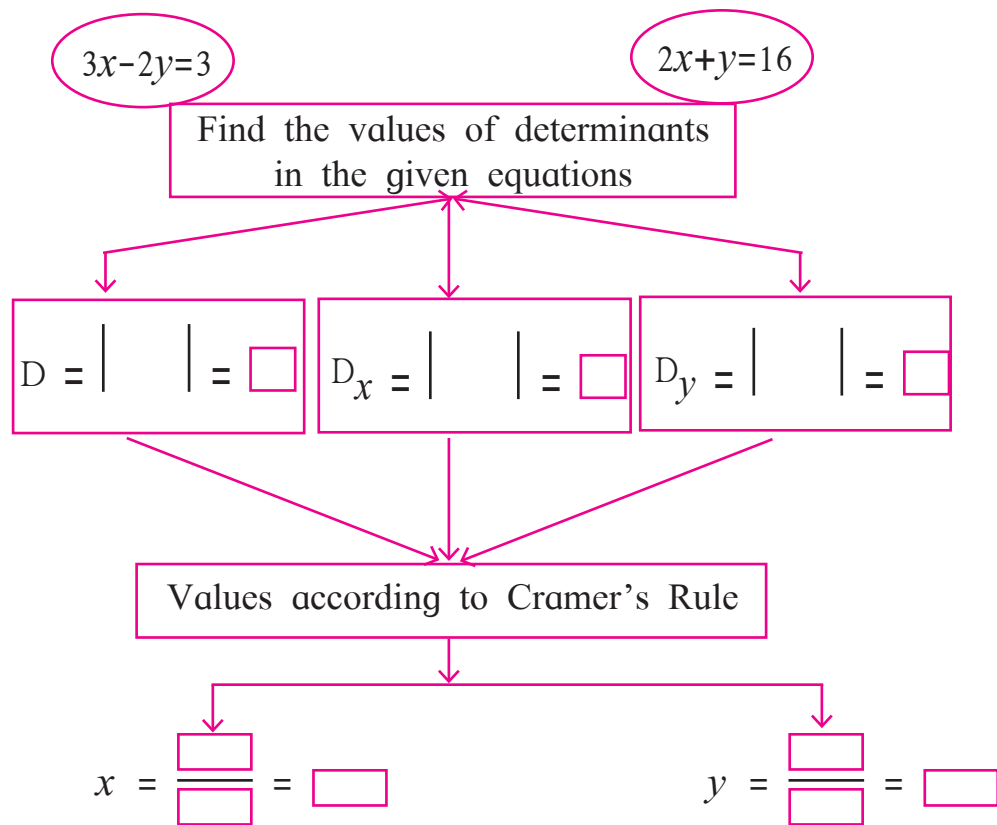 3x−2y=3
2x+y=16
Find the values of determinants
in the given equations
D = | | =
Dx = | | =
Dy = | | =
Values according to Cramer's Rule
x = =
y = =